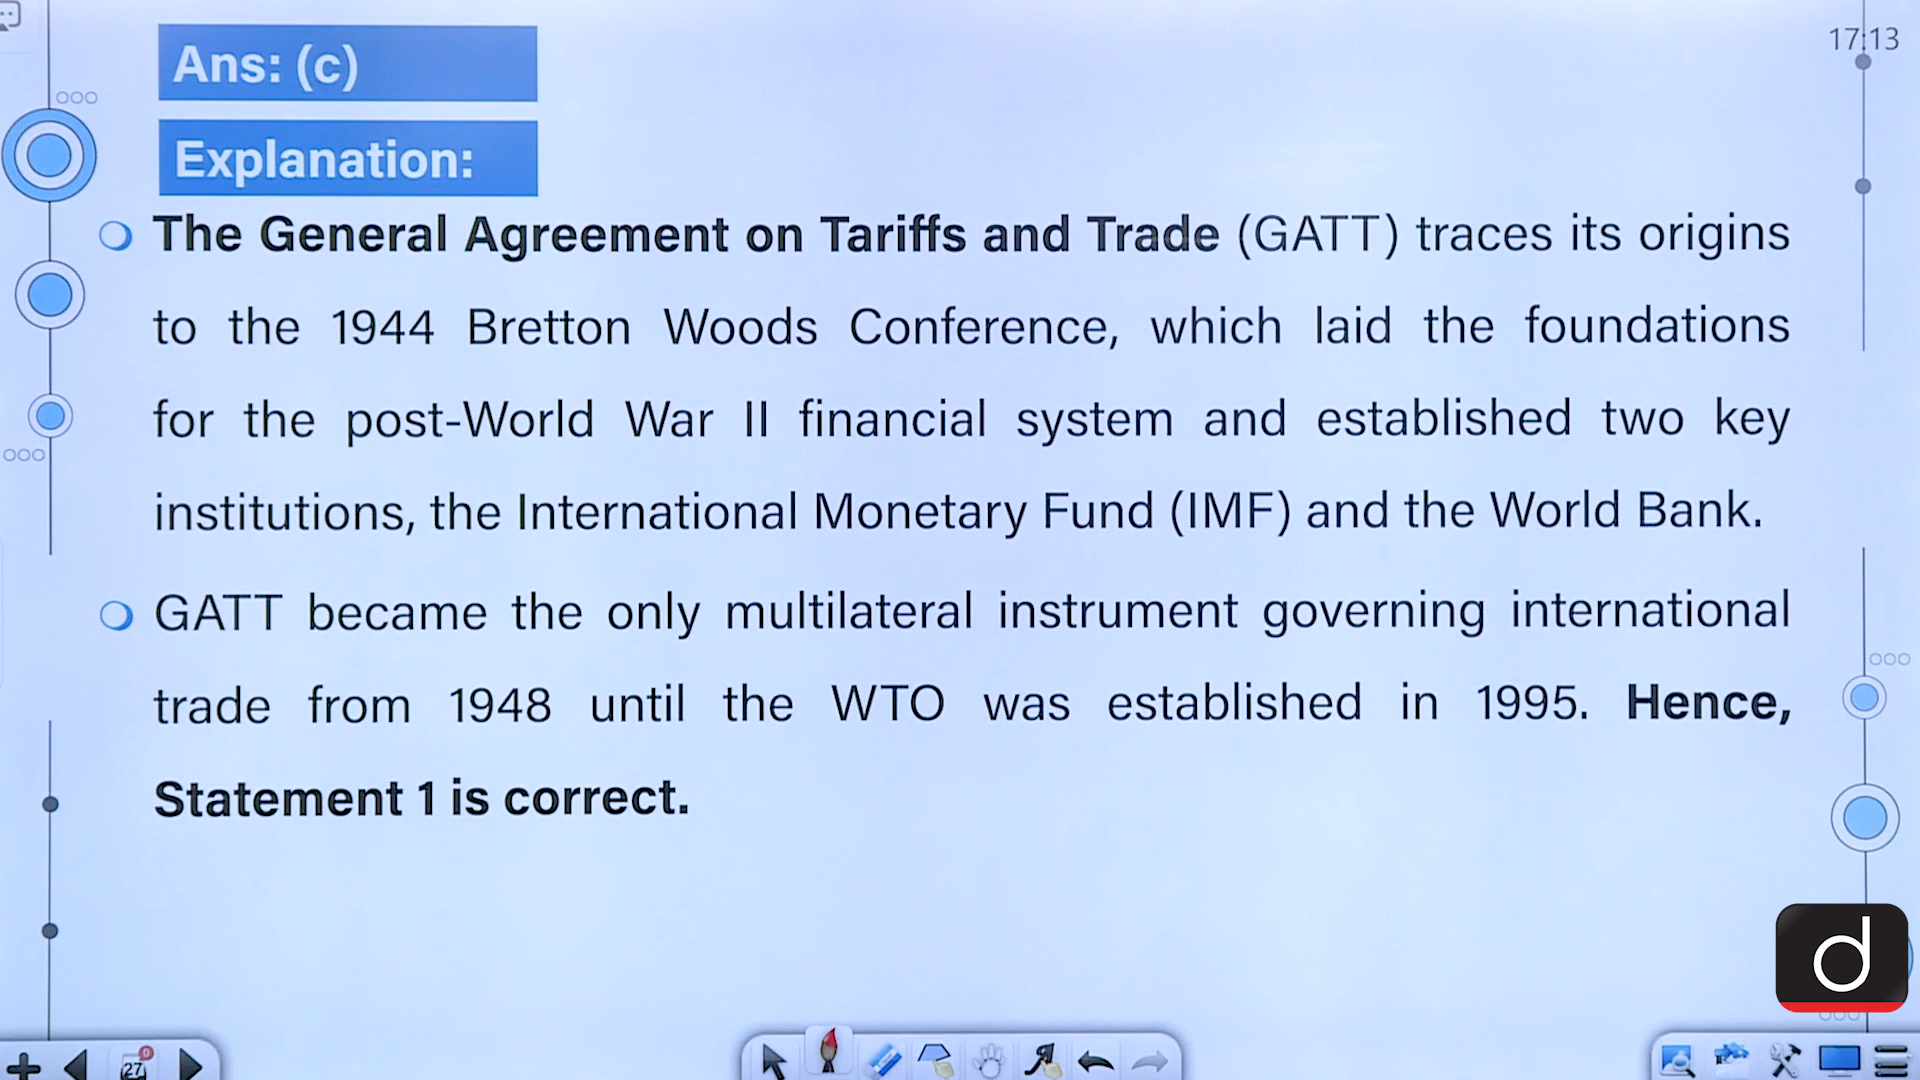 17:13
Ans: (c)
Explanation:
The General Agreement on Tariffs and Trade (GATT) traces its origins
to the 1944 Bretton Woods Conference, which laid the foundations
for the post-World War II financial system and established two key
institutions, the International Monetary Fund (IMF) and the World Bank.
GATT became the only multilateral instrument governing international
trade from 1948 until the WTO was established in 1995. Hence,
Statement 1 is correct.
d
0
27